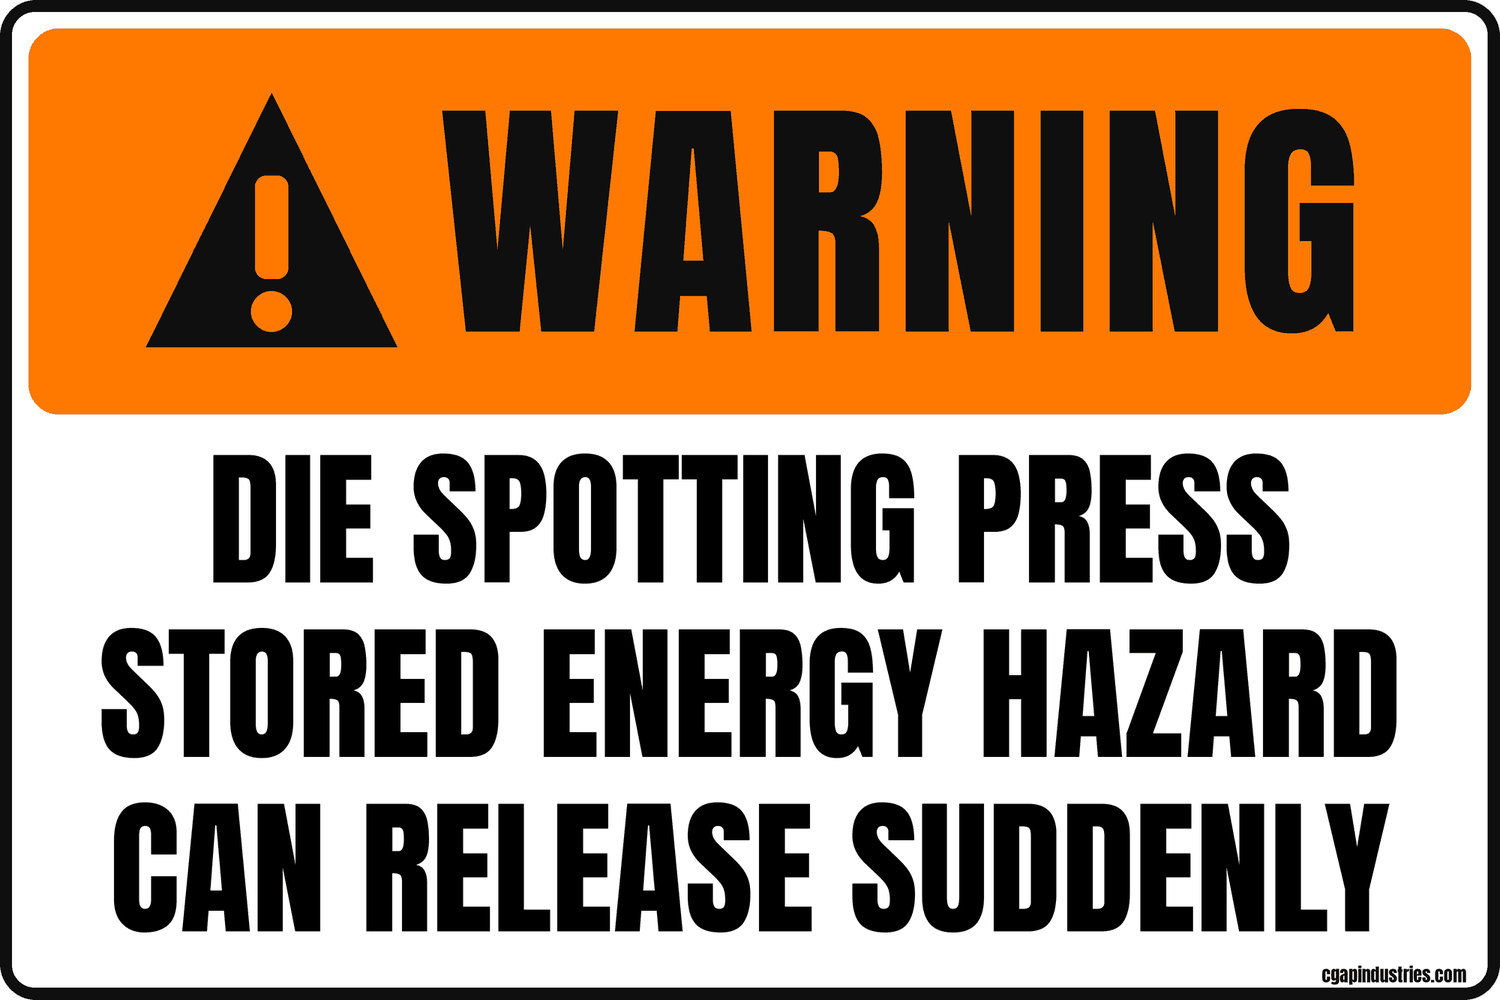 WARNING
DIE SPOTTING PRESS
STORED ENERGY HAZARD
CAN RELEASE SUDDENLY
cgapindustries.com